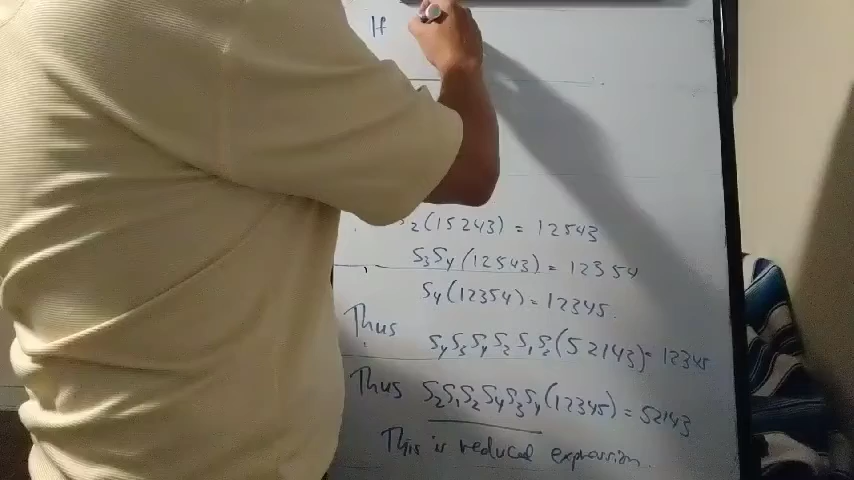 If
S2(15243) = 12543
S3S4(12543) = 12354
S4(12354) = 12345.
Thus S4S3S4S2S1S2(52143) = 12345
Thus S2S1S2S4S3S4(12345) = 52143
This is reduced expression.